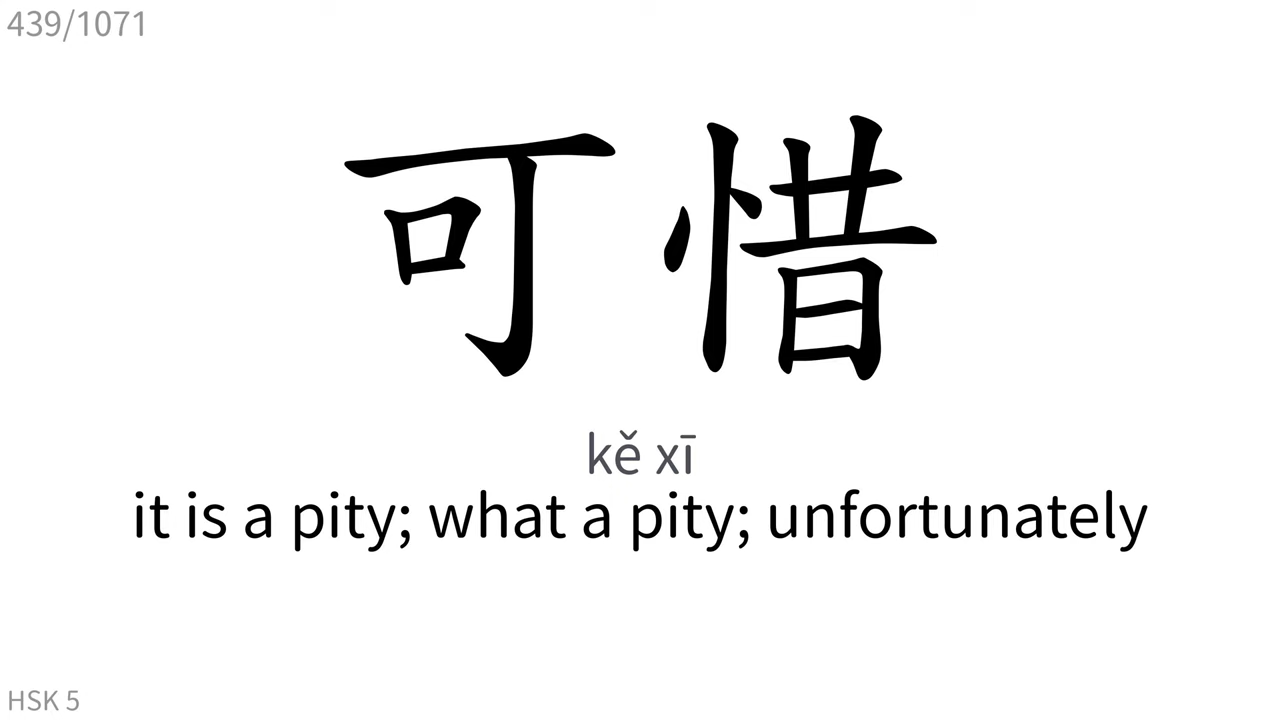 439/1071
可惜
kě xī
it is a pity; what a pity; unfortunately
HSK 5